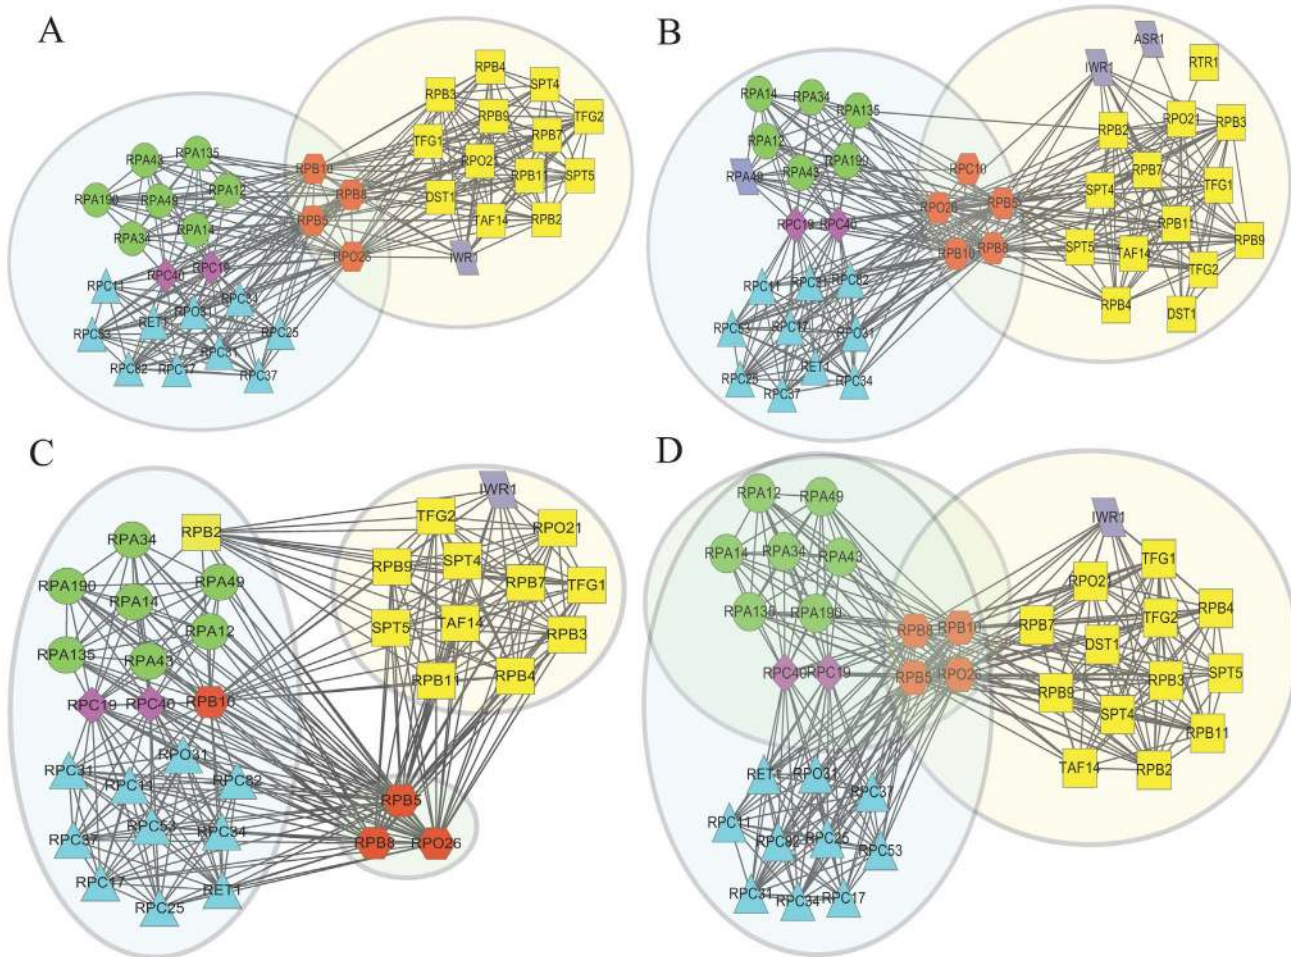 A
RPB4
SPT4
RPB3
RPB9
TFG2
TFG1
RPB7
RPO21
RPB11
SPT5
DST1
TAF14
RPB2
IWR1
RPA43
RPA135
RPA190
RPA49
RPA12
RPA34
RPA14
RPB10
RPB8
RPB5
RPO26
RPC40
RPC19
RPC11
RET1
RPO31
RPC25
RPC53
RPC82
RPC17
RPC31
RPC37
B
ASR1
IWR1
RTR1
RPA14
RPA34
RPA135
RPA12
RPA43
RPA190
RPA49
RPB2
RPO21
RPB3
RPB7
SPT4
TFG1
RPB11
RPB9
SPT5
TAF14
TFG2
RPB4
DST1
RPC10
RPO26
RPB5
RPB10
RPB8
RPC19
RPC40
RPC11
RPC31
RPC82
RPC53
RPC17
RPO31
RPC25
RET1
RPC34
RPC37
C
IWR1
RPB2
TFG2
RPO21
RPA34
RPB9
SPT4
RPB7
TFG1
RPA190
RPA14
RPA49
SPT5
TAF14
RPB3
RPA135
RPA43
RPA12
RPB11
RPB4
RPC19
RPC40
RPB10
RPC31
RPC11
RPO31
RPC82
RPC37
RPC53
RPC34
RPC17
RPC25
RET1
RPB5
RPB8
RPO26
D
RPA12
RPA49
RPA14
RPA34
RPA43
RPA190
IWR1
RPO21
TFG1
RPB7
TFG2
RPB4
DST1
RPB9
RPB3
SPT5
SPT4
RPB11
TAF14
RPB2
RPB8
RPB10
RPB5
RPO26
RPC40
RPC19
RET1
RPO31
RPC37
RPC11
RPC25
RPC53
RPC31
RPC34
RPC17